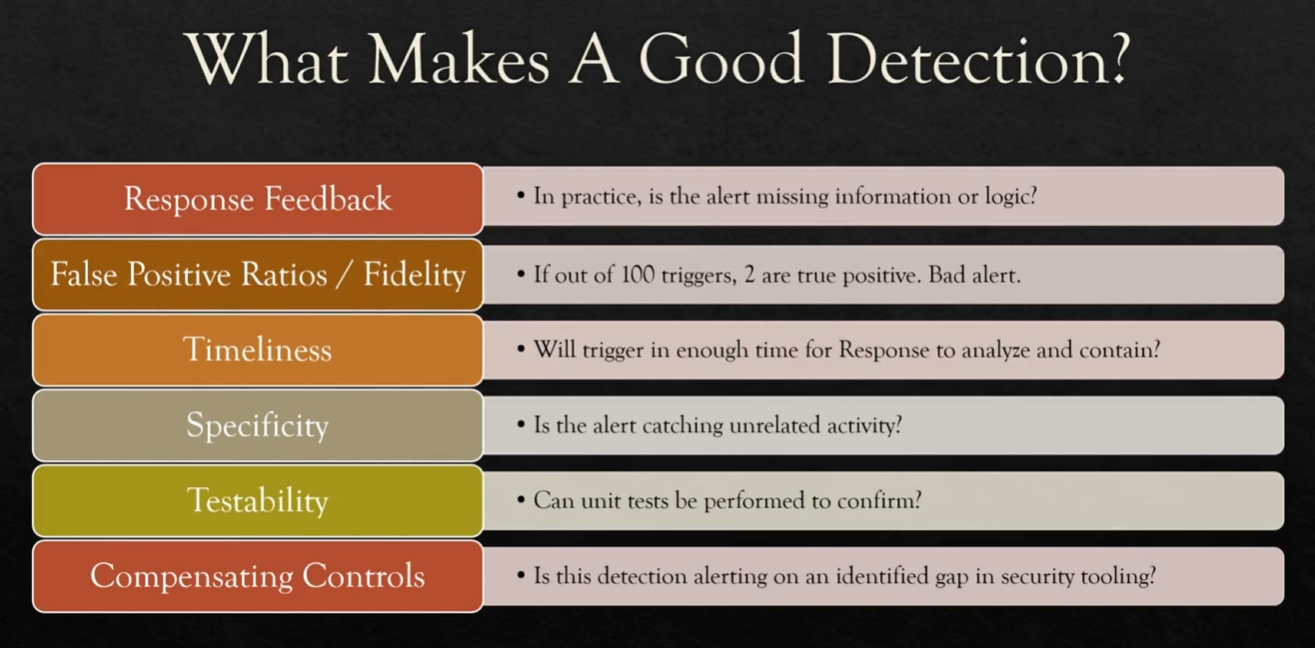 What Makes A Good Detection?
Response Feedback
• In practice, is the alert missing information or logic?
False Positive Ratios / Fidelity
• If out of 100 triggers, 2 are true positive. Bad alert.
Timeliness
• Will trigger in enough time for Response to analyze and contain?
Specificity
• Is the alert catching unrelated activity?
Testability
• Can unit tests be performed to confirm?
Compensating Controls
• Is this detection alerting on an identified gap in security tooling?